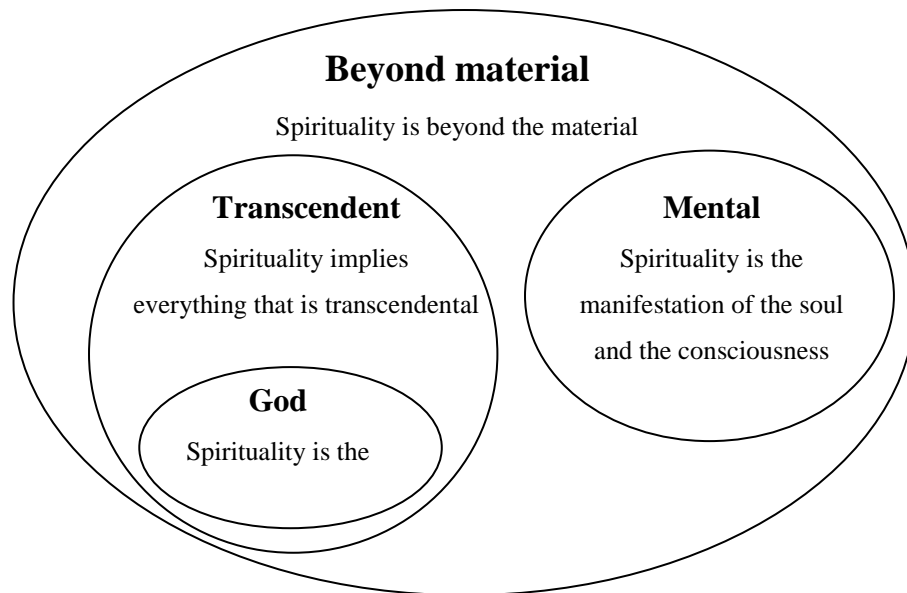 Beyond material
Spirituality is beyond the material
Transcendent
Spirituality implies
everything that is transcendental
God
Spirituality is the
Mental
Spirituality is the
manifestation of the soul
and the consciousness